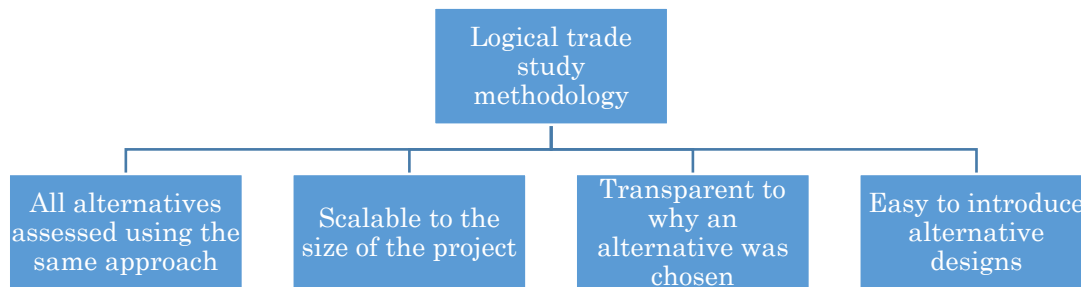 Logical trade
study
methodology
All alternatives
assessed using the
same approach
Scalable to the
size of the project
Transparent to
why an
alternative was
chosen
Easy to introduce
alternative
designs